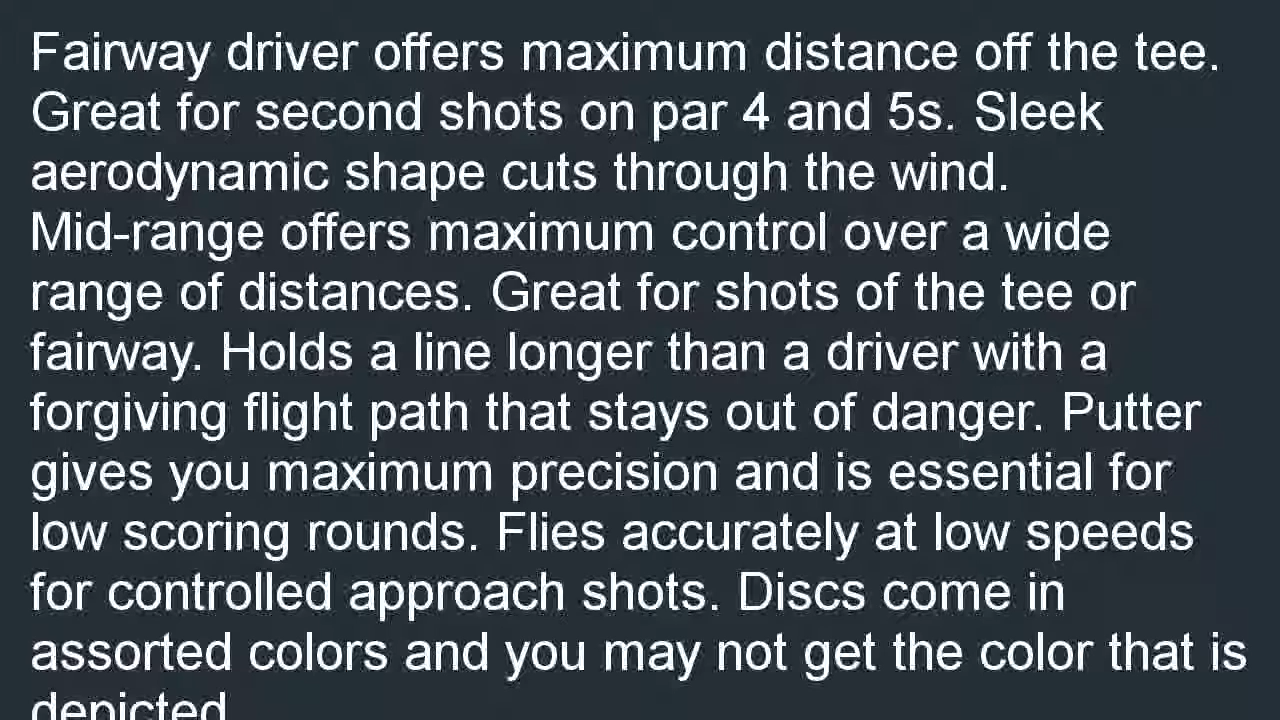 Fairway driver offers maximum distance off the tee.
Great for second shots on par 4 and 5s. Sleek
aerodynamic shape cuts through the wind.
Mid-range offers maximum control over a wide
range of distances. Great for shots of the tee or
fairway. Holds a line longer than a driver with a
forgiving flight path that stays out of danger. Putter
gives you maximum precision and is essential for
low scoring rounds. Flies accurately at low speeds
for controlled approach shots. Discs come in
assorted colors and you may not get the color that is
depicted